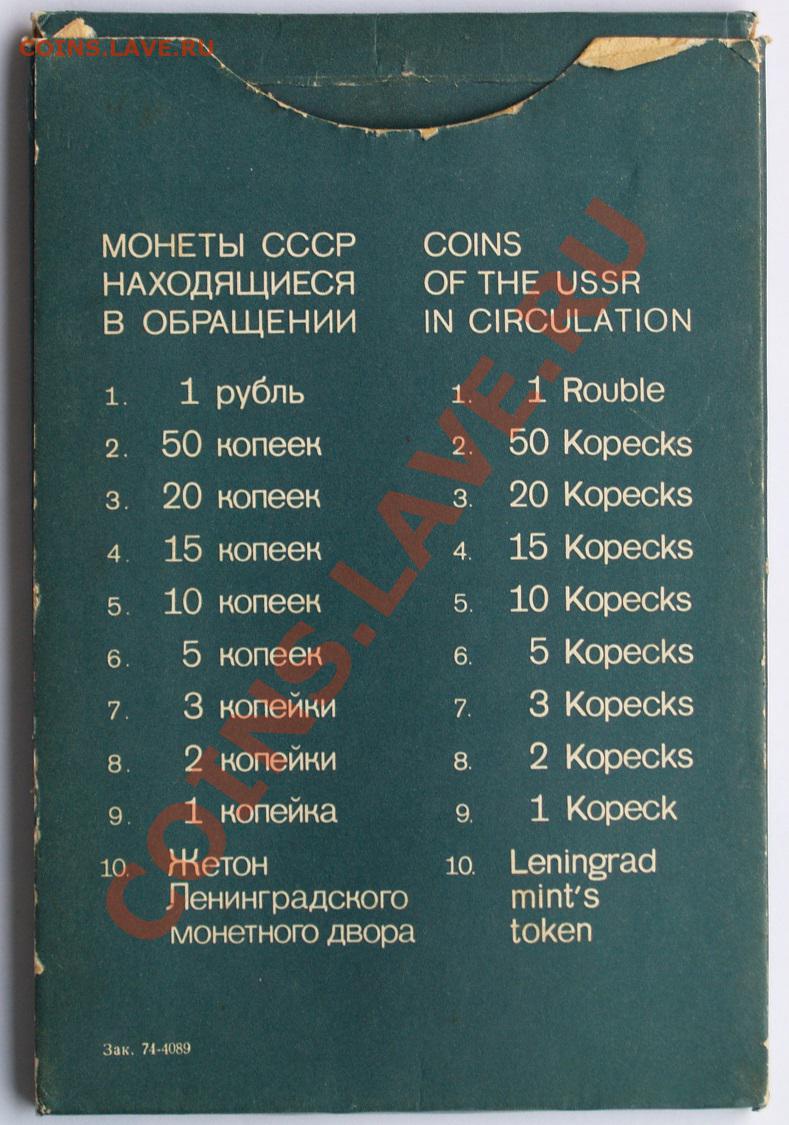 COINS.LAVE.RU
МОНЕТЫ СССР
НАХОДЯЩИЕСЯ
В ОБРАЩЕНИИ
1. 1 рубль
2. 50 копеек
3. 20 копеек
4. 15 копеек
5. 10 копеек
6. 5 копеек
7. 3 копейки
8. 2 копейки
9. 1 копейка
10. Жетон
Ленинградского
монетного двора
COINS
OF THE USSR
IN CIRCULATION
1. 1 Rouble
2. 50 Kopecks
3. 20 Kopecks
4. 15 Kopecks
5. 10 Kopecks
6. 5 Kopecks
7. 3 Kopecks
8. 2 Kopecks
9. 1 Kopeck
10. Leningrad
mint's
token
Зак. 74-4089
COINS.LAVE.RU